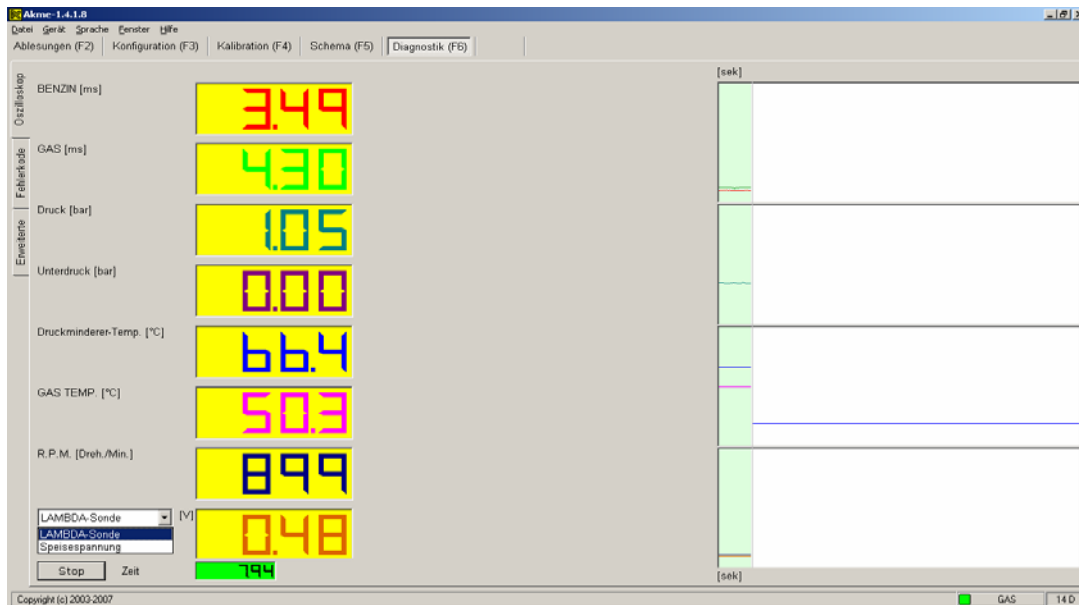 Akme-1.4.1.8
Datei Gerät Sprache Fenster Hilfe
Ablesungen (F2) Konfiguration (F3) Kalibration (F4) Schema (F5) Diagnostik (F6)
Oszilloskop
Fehlerkode
Erweiterte
[sek]
BENZIN [ms]
3.49
GAS [ms]
4.30
Druck [bar]
1.05
Unterdruck [bar]
0.00
Druckminderer-Temp. [°C]
66.4
GAS TEMP. [°C]
50.3
R.P.M. [Dreh./Min.]
899
LAMBDA-Sonde [V]
0.48
LAMBDA-Sonde
Speisespannung
Stop Zeit 794
[sek]
Copyright (c) 2003-2007 GAS 14 D